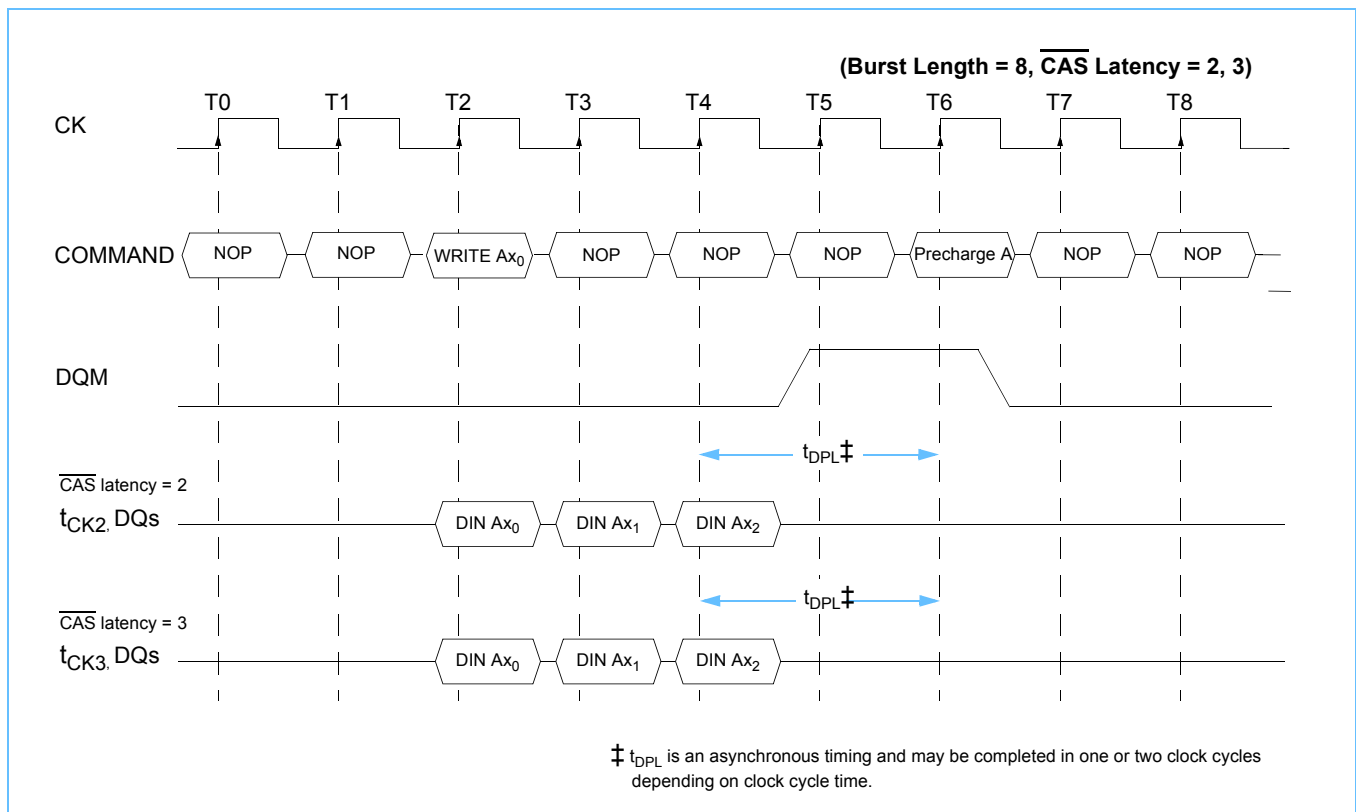 (Burst Length = 8, CAS Latency = 2, 3)
T0 T1 T2 T3 T4 T5 T6 T7 T8
CK
COMMAND NOP NOP WRITE Ax0 NOP NOP NOP Precharge A NOP NOP
DQM
tDPL‡
CAS latency = 2
tCK2, DQs DIN Ax0 DIN Ax1 DIN Ax2
tDPL‡
CAS latency = 3
tCK3, DQs DIN Ax0 DIN Ax1 DIN Ax2
‡ tDPL is an asynchronous timing and may be completed in one or two clock cycles
depending on clock cycle time.